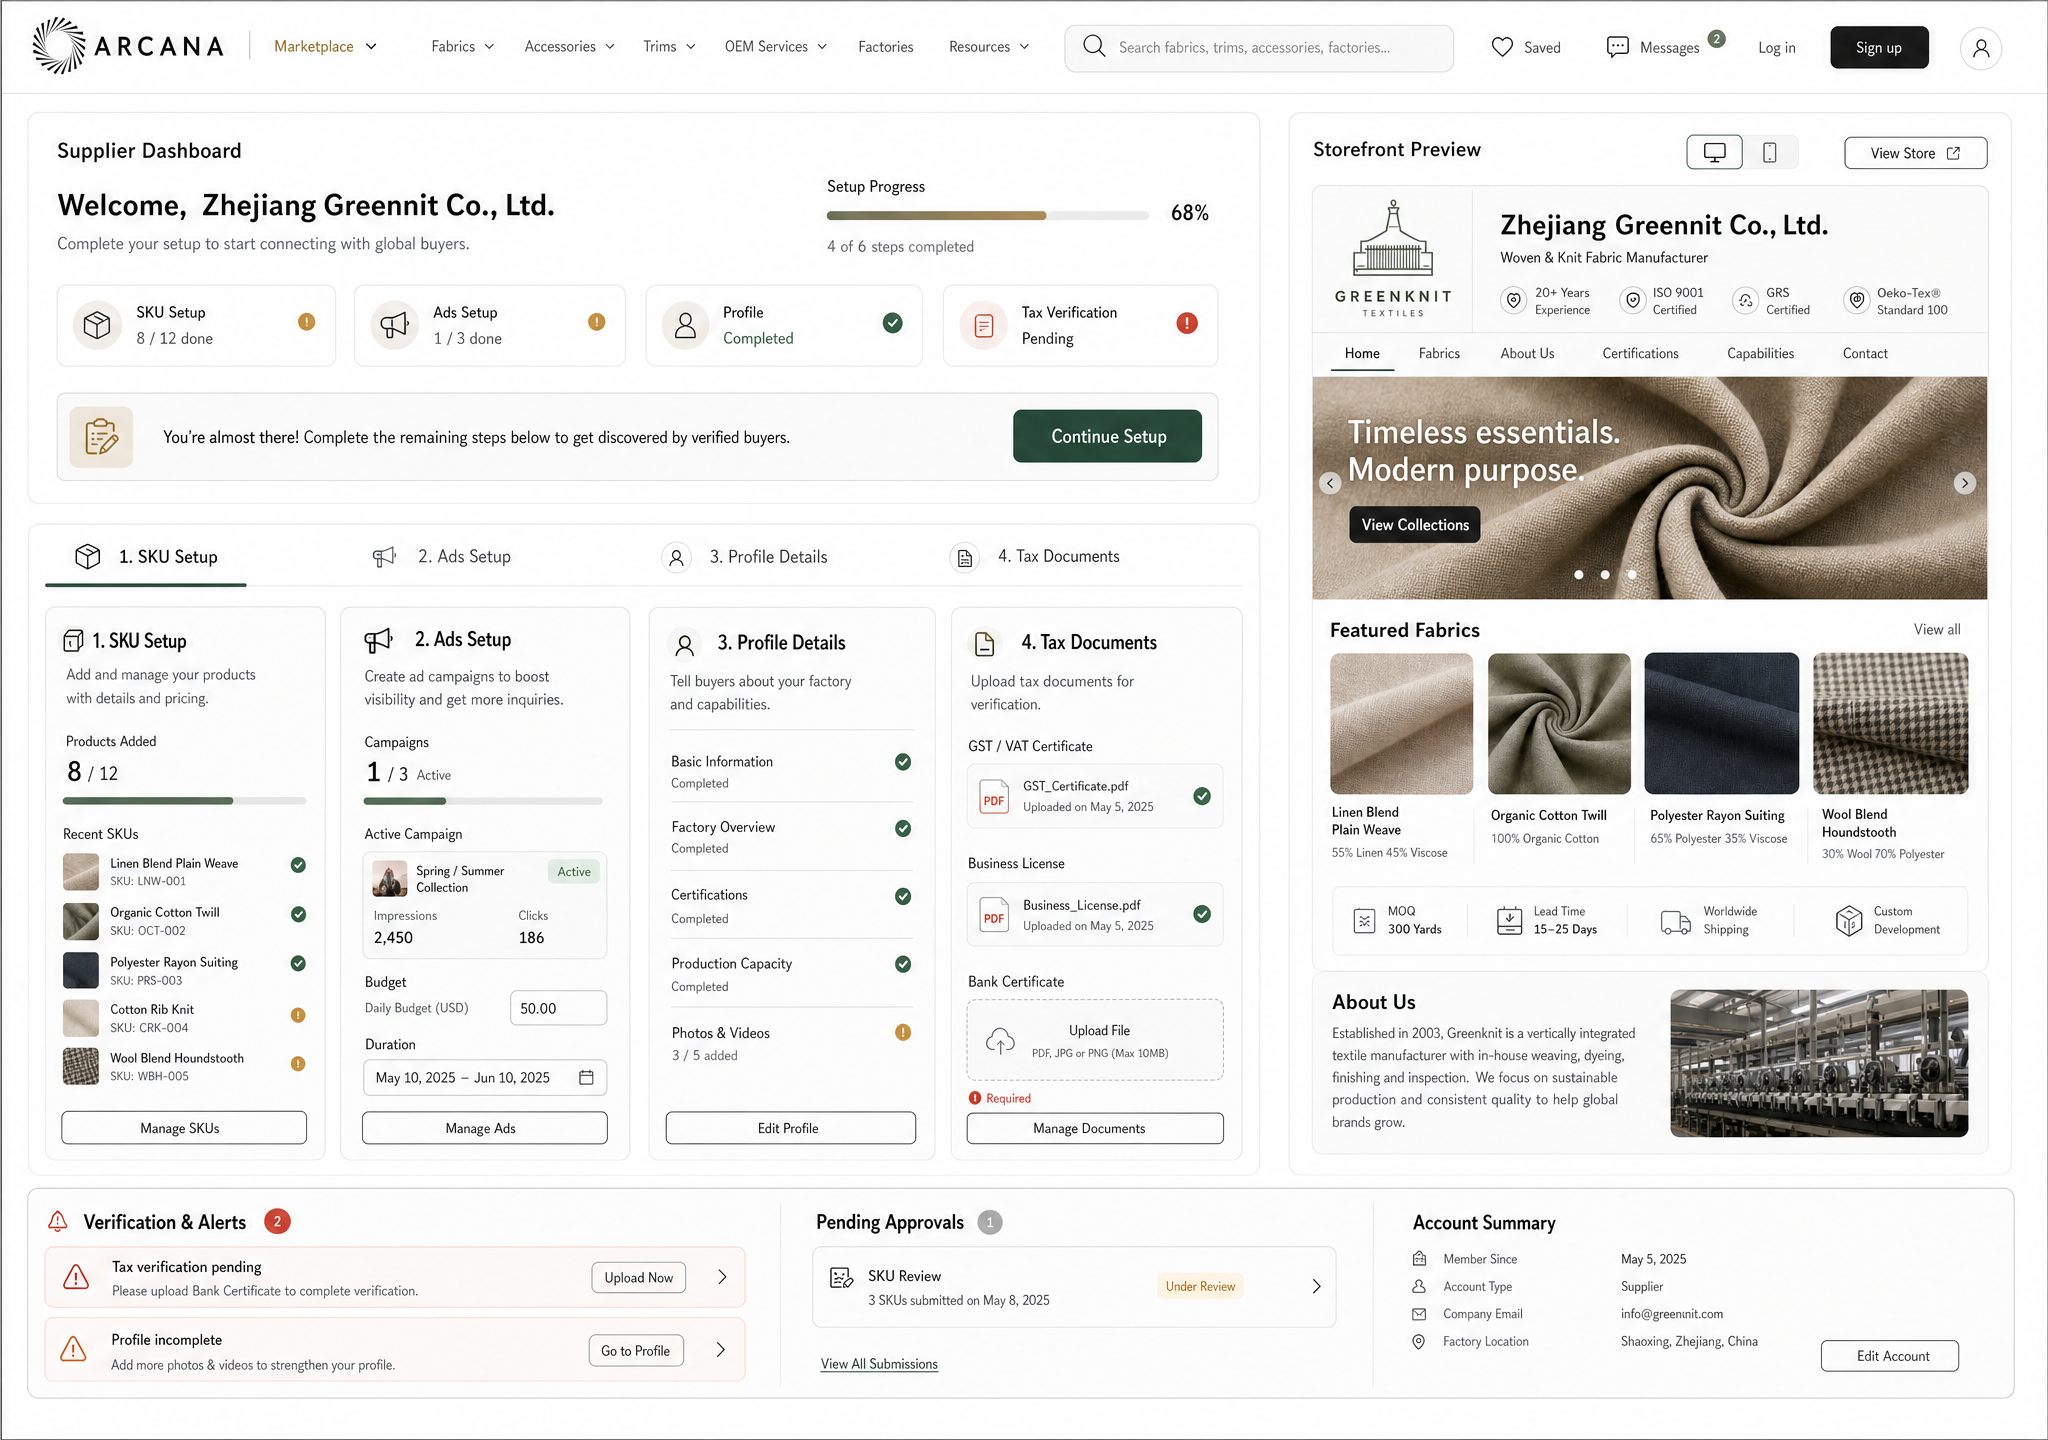 ARCANA
Marketplace
Fabrics
Accessories
Trims
OEM Services
Factories
Resources
Search fabrics, trims, accessories, factories...
Saved
Messages
2
Log in
Sign up
Supplier Dashboard
Welcome, Zhejiang Greennit Co., Ltd.
Complete your setup to start connecting with global buyers.
Setup Progress
68%
4 of 6 steps completed
SKU Setup
8 / 12 done
!
Ads Setup
1 / 3 done
!
Profile
Completed
Tax Verification
Pending
!
You're almost there! Complete the remaining steps below to get discovered by verified buyers.
Continue Setup
1. SKU Setup
2. Ads Setup
3. Profile Details
4. Tax Documents
1. SKU Setup
Add and manage your products
with details and pricing.
Products Added
8 / 12
Recent SKUs
Linen Blend Plain Weave
SKU: LNW-001
Organic Cotton Twill
SKU: OCT-002
Polyester Rayon Suiting
SKU: PRS-003
Cotton Rib Knit
SKU: CRK-004
!
Wool Blend Houndstooth
SKU: WBH-005
!
Manage SKUs
2. Ads Setup
Create ad campaigns to boost
visibility and get more inquiries.
Campaigns
1 / 3 Active
Active Campaign
Spring / Summer
Collection
Active
Impressions
Clicks
2,450
186
Budget
Daily Budget (USD)
50.00
Duration
May 10, 2025 – Jun 10, 2025
Manage Ads
3. Profile Details
Tell buyers about your factory
and capabilities.
Basic Information
Completed
Factory Overview
Completed
Certifications
Completed
Production Capacity
Completed
Photos & Videos
3 / 5 added
!
Edit Profile
4. Tax Documents
Upload tax documents for
verification.
GST / VAT Certificate
PDF
GST_Certificate.pdf
Uploaded on May 5, 2025
Business License
PDF
Business_License.pdf
Uploaded on May 5, 2025
Bank Certificate
Upload File
PDF, JPG or PNG (Max 10MB)
! Required
Manage Documents
Storefront Preview
View Store
GREENKNIT
TEXTILES
Zhejiang Greennit Co., Ltd.
Woven & Knit Fabric Manufacturer
20+ Years
Experience
ISO 9001
Certified
GRS
Certified
Oeko-Tex®
Standard 100
Home
Fabrics
About Us
Certifications
Capabilities
Contact
Timeless essentials.
Modern purpose.
View Collections
Featured Fabrics
View all
Linen Blend
Plain Weave
55% Linen 45% Viscose
Organic Cotton Twill
100% Organic Cotton
Polyester Rayon Suiting
65% Polyester 35% Viscose
Wool Blend
Houndstooth
30% Wool 70% Polyester
MOQ
300 Yards
Lead Time
15–25 Days
Worldwide
Shipping
Custom
Development
About Us
Established in 2003, Greenknit is a vertically integrated
textile manufacturer with in-house weaving, dyeing,
finishing and inspection. We focus on sustainable
production and consistent quality to help global
brands grow.
Verification & Alerts
2
Tax verification pending
Please upload Bank Certificate to complete verification.
Upload Now
Profile incomplete
Add more photos & videos to strengthen your profile.
Go to Profile
Pending Approvals
1
SKU Review
3 SKUs submitted on May 8, 2025
Under Review
View All Submissions
Account Summary
Member Since
May 5, 2025
Account Type
Supplier
Company Email
info@greennit.com
Factory Location
Shaoxing, Zhejiang, China
Edit Account